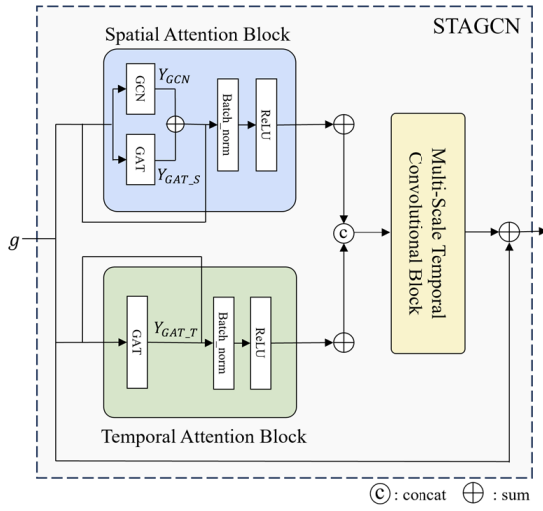 STAGCN
Spatial Attention Block
GCN
Y_GCN
GAT
Y_GAT_S
Batch_norm
ReLU
g
c
Multi-Scale Temporal
Convolutional Block
GAT
Y_GAT_T
Batch_norm
ReLU
Temporal Attention Block
c : concat ⊕ : sum